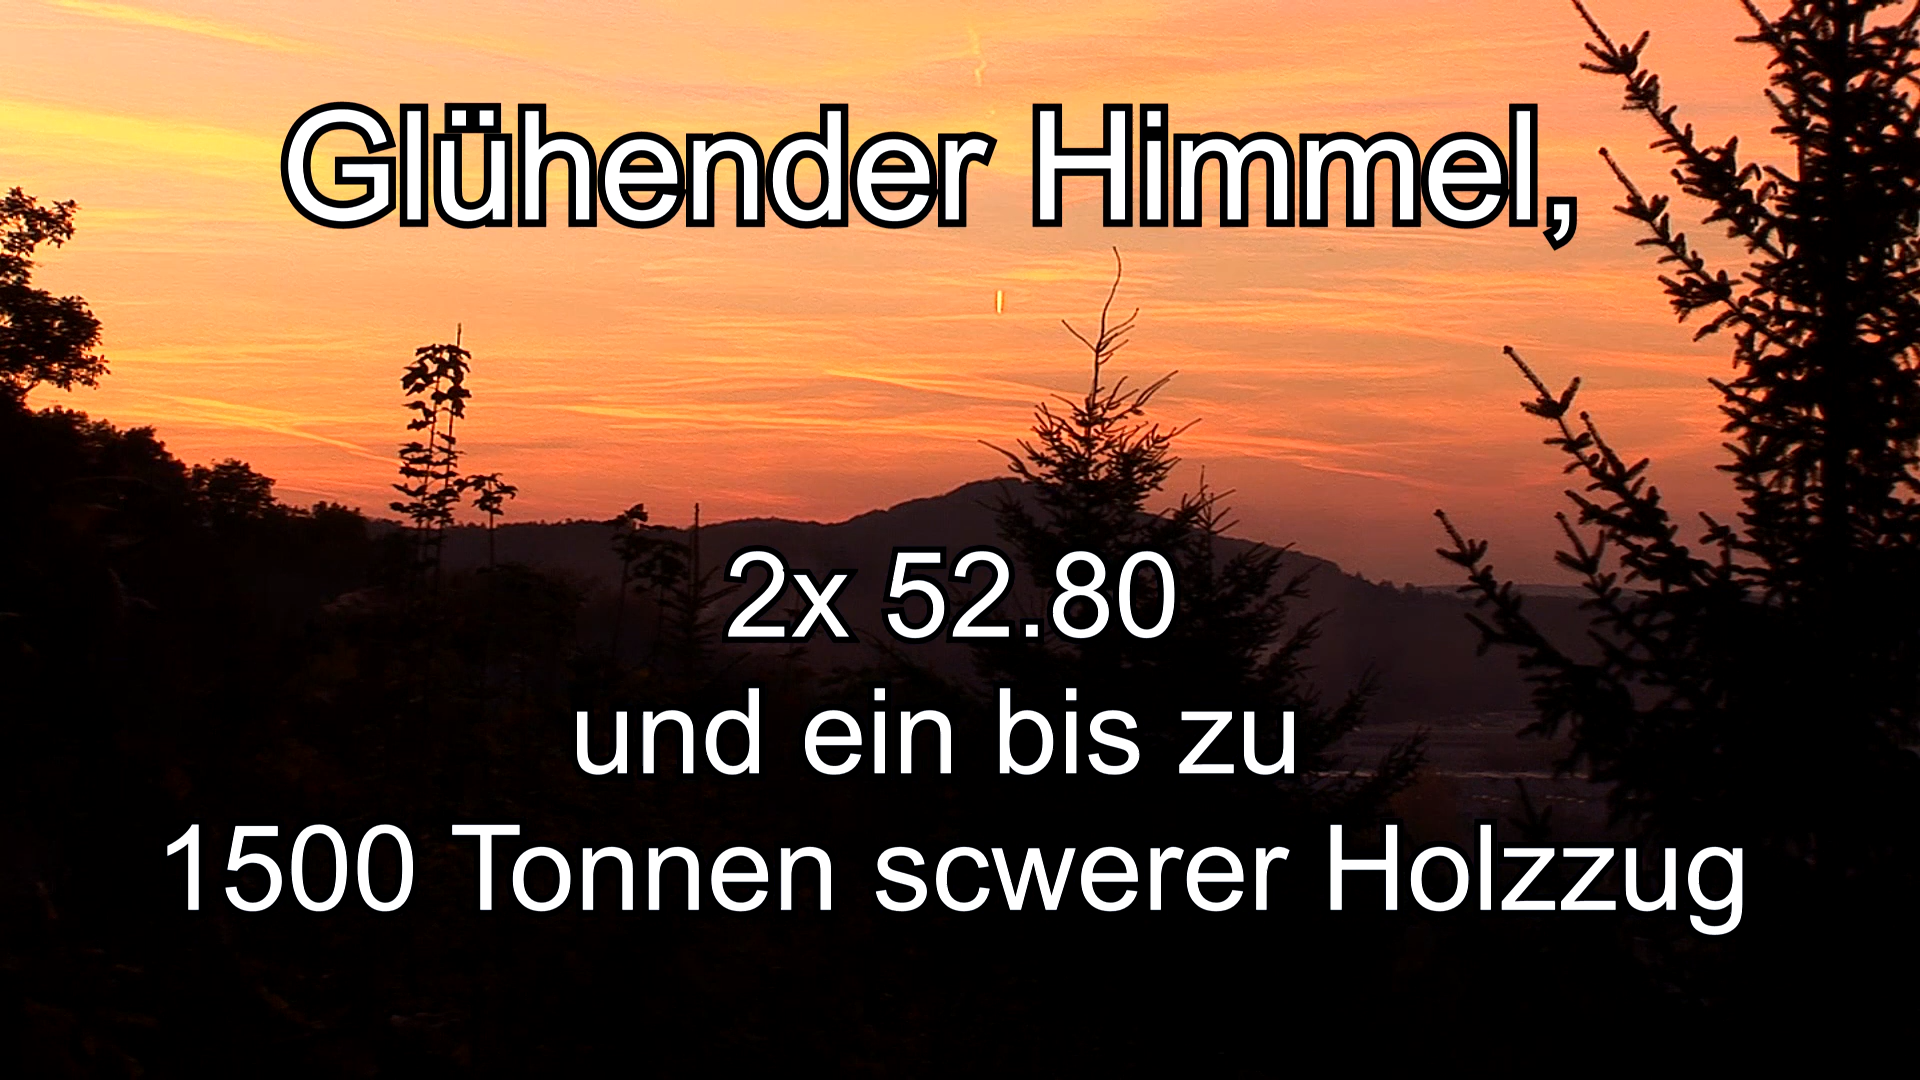 Glühender Himmel,
2x 52.80
und ein bis zu
1500 Tonnen scwerer Holzzug